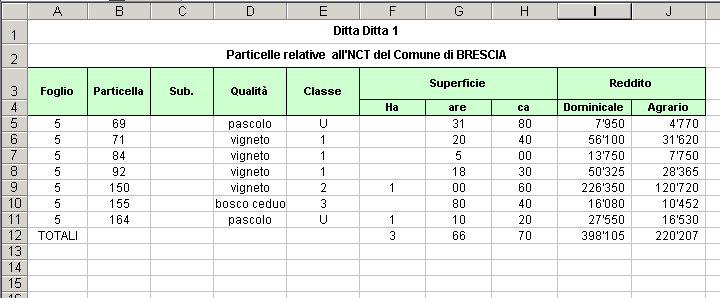 A B C D E F G H I J
1 Ditta Ditta 1
2 Particelle relative all'NCT del Comune di BRESCIA
3 Foglio Particella Sub. Qualità Classe Superficie Reddito
4 Ha are ca Dominicale Agrario
5 5 69 pascolo U 31 80 7'950 4'770
6 5 71 vigneto 1 20 40 56'100 31'620
7 5 84 vigneto 1 5 00 13'750 7'750
8 5 92 vigneto 1 18 30 50'325 28'365
9 5 150 vigneto 2 1 00 60 226'350 120'720
10 5 155 bosco ceduo 3 80 40 16'080 10'452
11 5 164 pascolo U 1 10 20 27'550 16'530
12 TOTALI 3 66 70 398'105 220'207
13
14
15